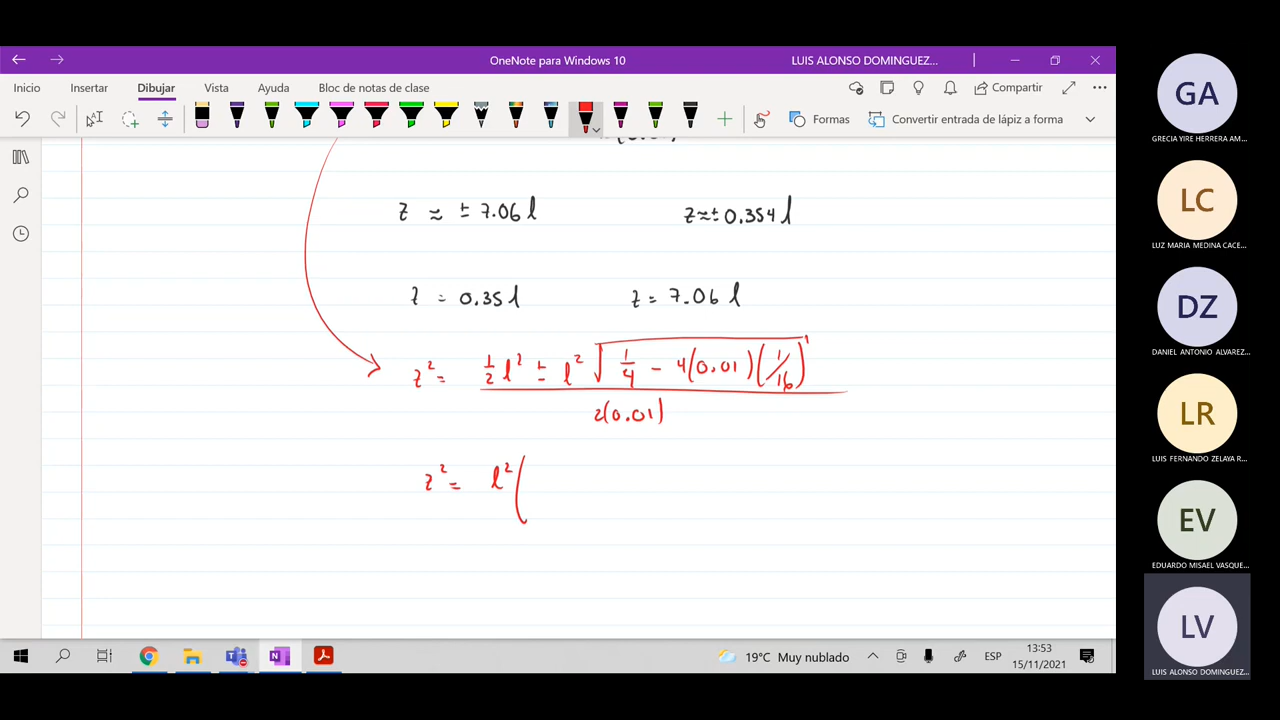 OneNote para Windows 10
LUIS ALONSO DOMINGUEZ...
Inicio Insertar Dibujar Vista Ayuda Bloc de notas de clase Compartir
Formas Convertir entrada de lápiz a forma
z ≈ ± 7.06 l z ≈ ± 0.354 l
z = 0.35 l z = 7.06 l
z² = ½ l² ± l² √(1/4 - 4(0.01)(1/16))
2(0.01)
z² = l² (
GA
GRECIA YIRE HERRERA AM...
LC
LUZ MARIA MEDINA CACE...
DZ
DANIEL ANTONIO ALVAREZ...
LR
LUIS FERNANDO ZELAYA R...
EV
EDUARDO MISAEL VASQUE...
LV
LUIS ALONSO DOMINGUEZ...
19°C Muy nublado ESP 13:53
15/11/2021